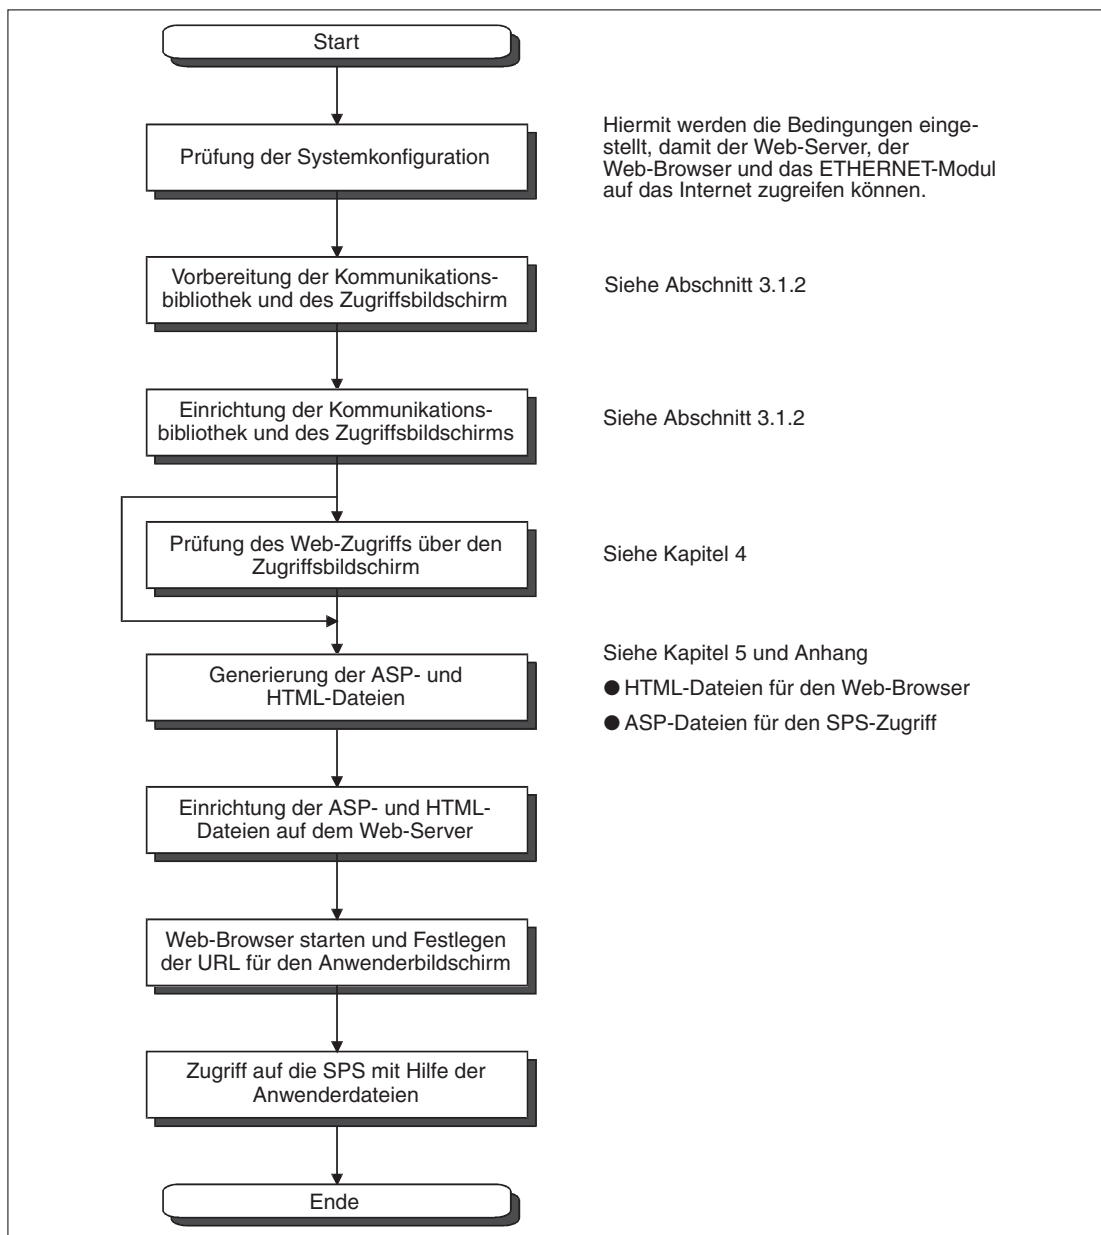 Start
Prüfung der Systemkonfiguration
Hiermit werden die Bedingungen einge-
stellt, damit der Web-Server, der
Web-Browser und das ETHERNET-Modul
auf das Internet zugreifen können.
Vorbereitung der Kommunikations-
bibliothek und des Zugriffsbildschirm
Siehe Abschnitt 3.1.2
Einrichtung der Kommunikations-
bibliothek und des Zugriffsbildschirms
Siehe Abschnitt 3.1.2
Prüfung des Web-Zugriffs über den
Zugriffsbildschirm
Siehe Kapitel 4
Generierung der ASP- und
HTML-Dateien
Siehe Kapitel 5 und Anhang
● HTML-Dateien für den Web-Browser
● ASP-Dateien für den SPS-Zugriff
Einrichtung der ASP- und HTML-
Dateien auf dem Web-Server
Web-Browser starten und Festlegen
der URL für den Anwenderbildschirm
Zugriff auf die SPS mit Hilfe der
Anwenderdateien
Ende